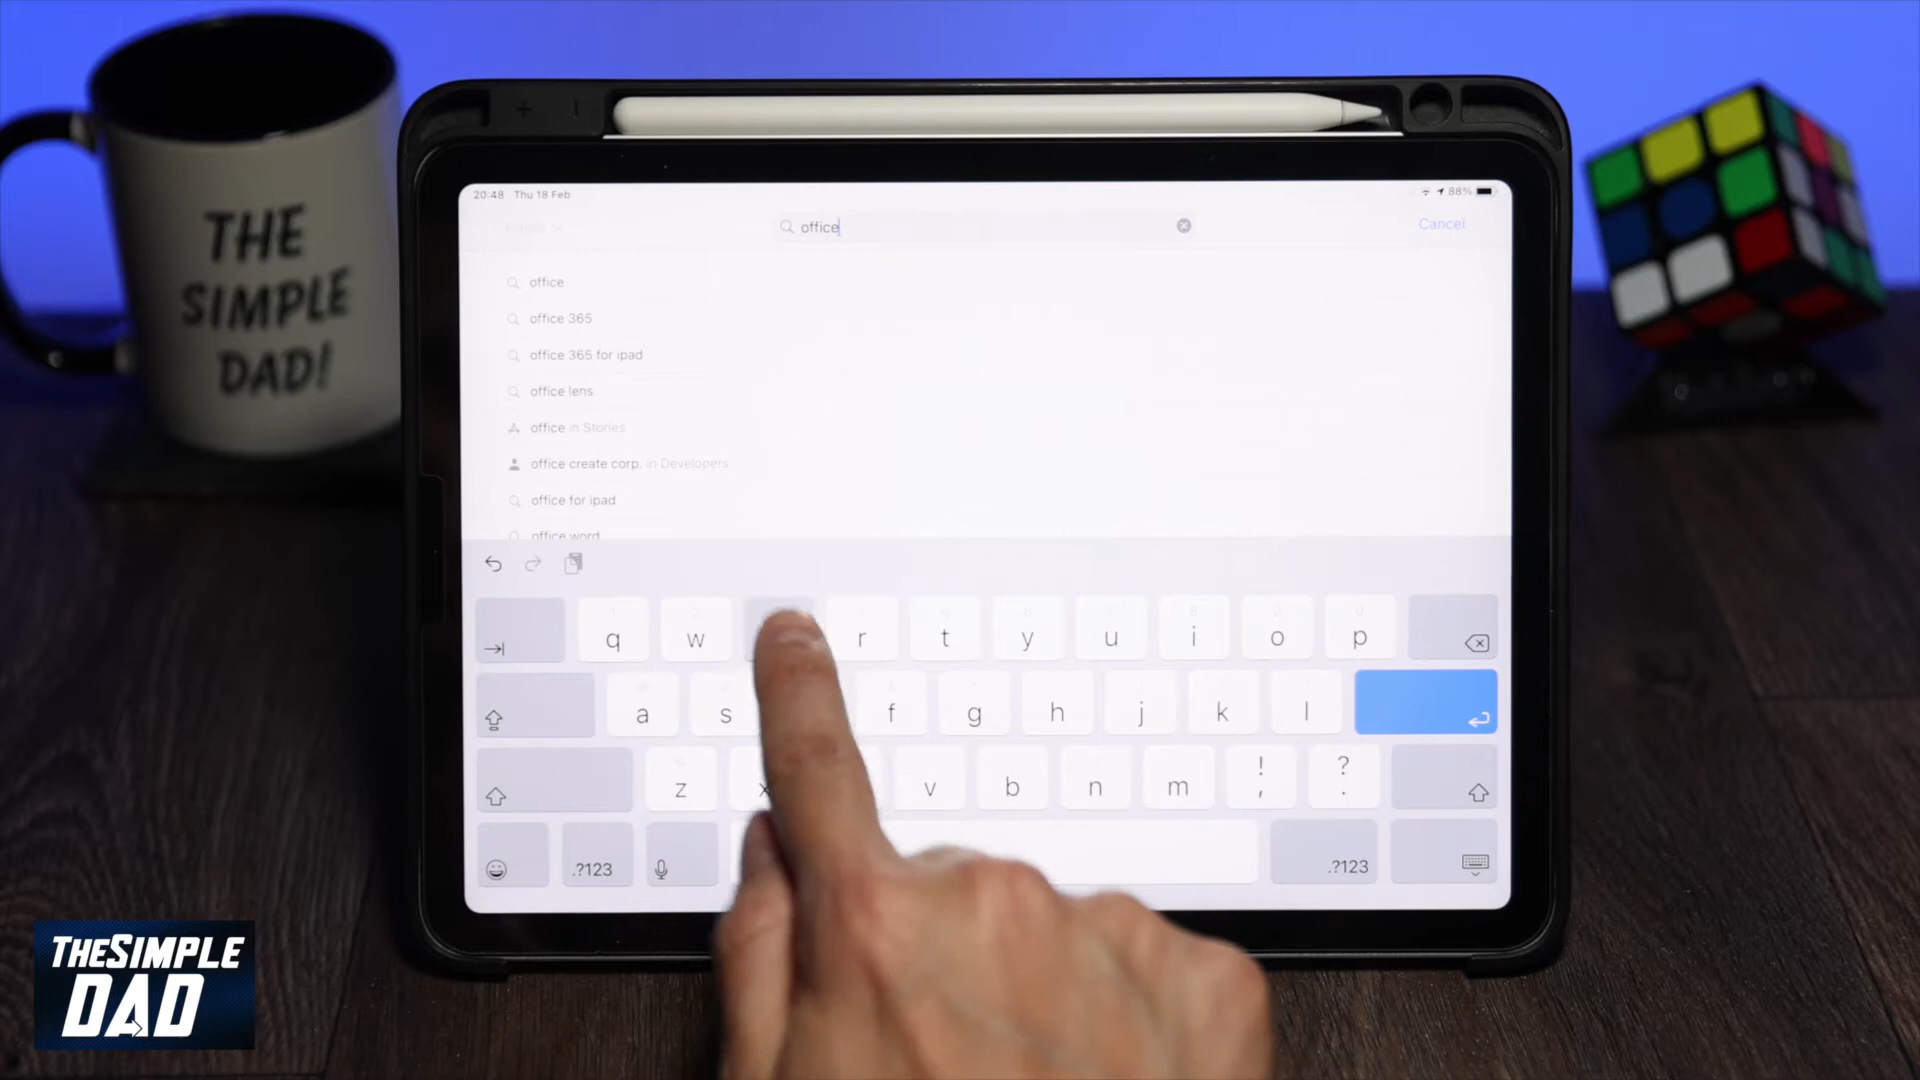 THE
SIMPLE
DAD!
20:48 Thu 18 Feb
88%
office
Cancel
office
office 365
office 365 for ipad
office lens
office in Stories
office create corp. in Developers
office for ipad
office word
q w r t y u i o p
a s f g h j k l
z x v b n m ! , ? .
.?123 .?123
THESIMPLE
DAD